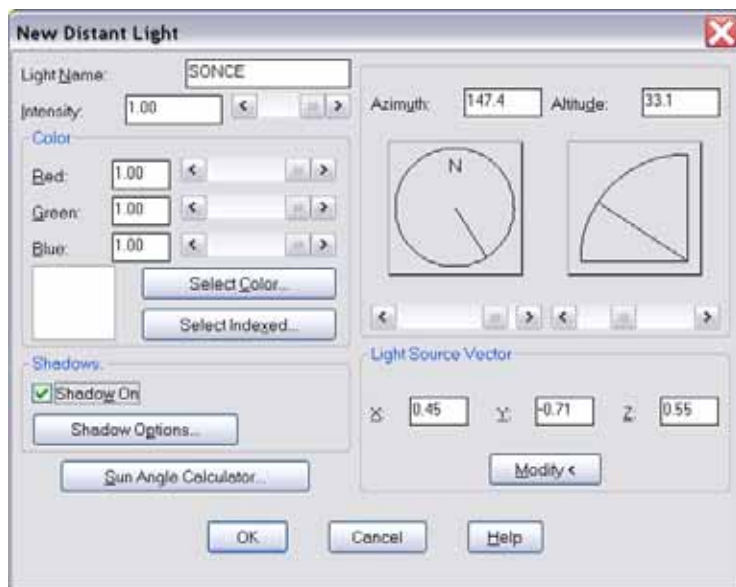 New Distant Light
Light Name: SONCE
Intensity: 1.00
Color
Red: 1.00
Green: 1.00
Blue: 1.00
Select Color...
Select Indexed...
Shadows:
Shadow On
Shadow Options...
Sun Angle Calculator...
Azimuth: 147.4 Altitude: 33.1
N
Light Source Vector
X: 0.45 Y: -0.71 Z: 0.55
Modify <
OK Cancel Help